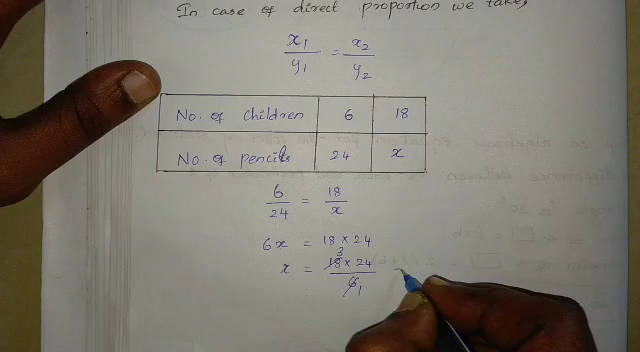 In case of direct proportion we take,
x₁/y₁ = x₂/y₂
No. of children 6 18
No. of pencils 24 x
6/24 = 18/x
6x = 18 × 24
3
x = 18 × 24 / 6 1